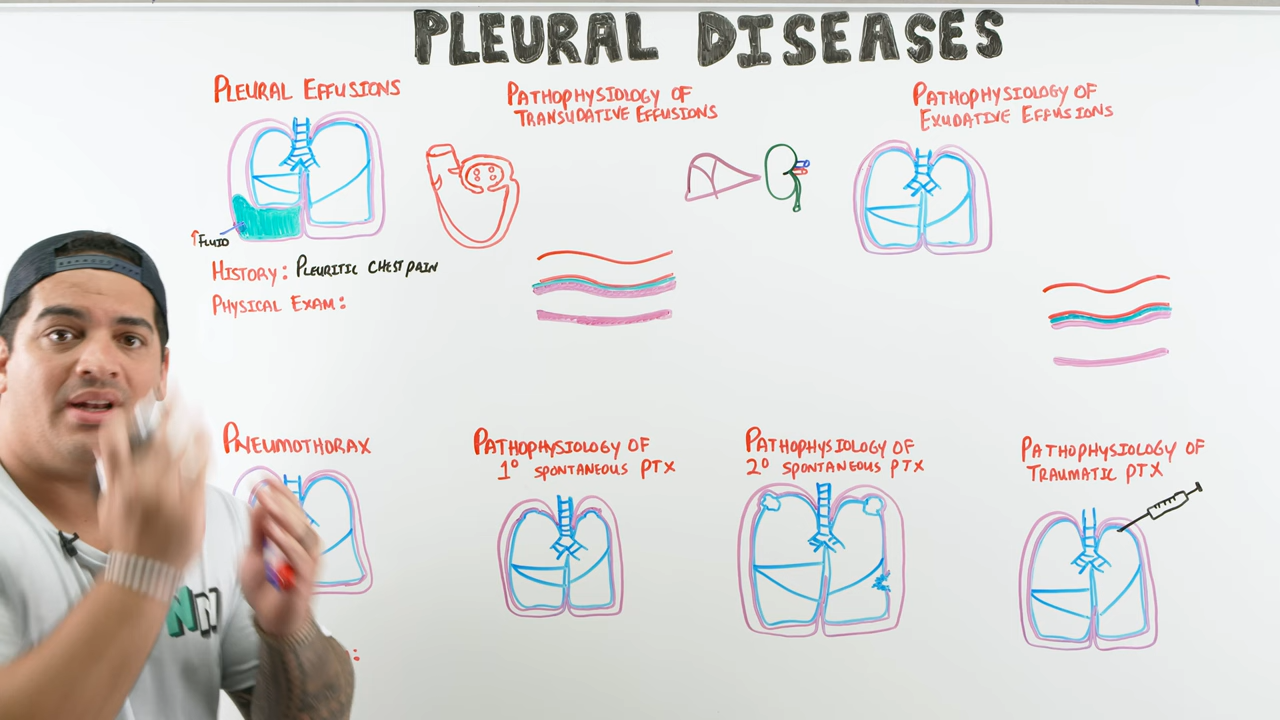 PLEURAL DISEASES
PLEURAL EFFUSIONS
PATHOPHYSIOLOGY OF
TRANSUDATIVE EFFUSIONS
PATHOPHYSIOLOGY OF
EXUDATIVE EFFUSIONS
↑FLUID
HISTORY: PLEURITIC CHEST PAIN
PHYSICAL EXAM:
PNEUMOTHORAX
PATHOPHYSIOLOGY OF
1° SPONTANEOUS PTX
PATHOPHYSIOLOGY OF
2° SPONTANEOUS PTX
PATHOPHYSIOLOGY OF
TRAUMATIC PTX
NN